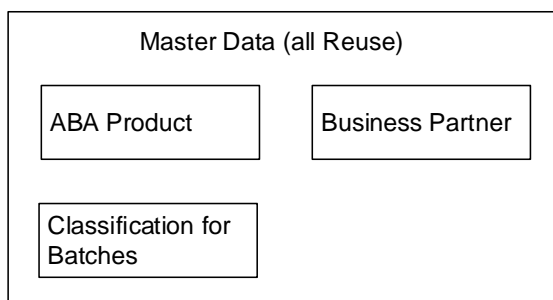 Master Data (all Reuse)
ABA Product
Business Partner
Classification for
Batches